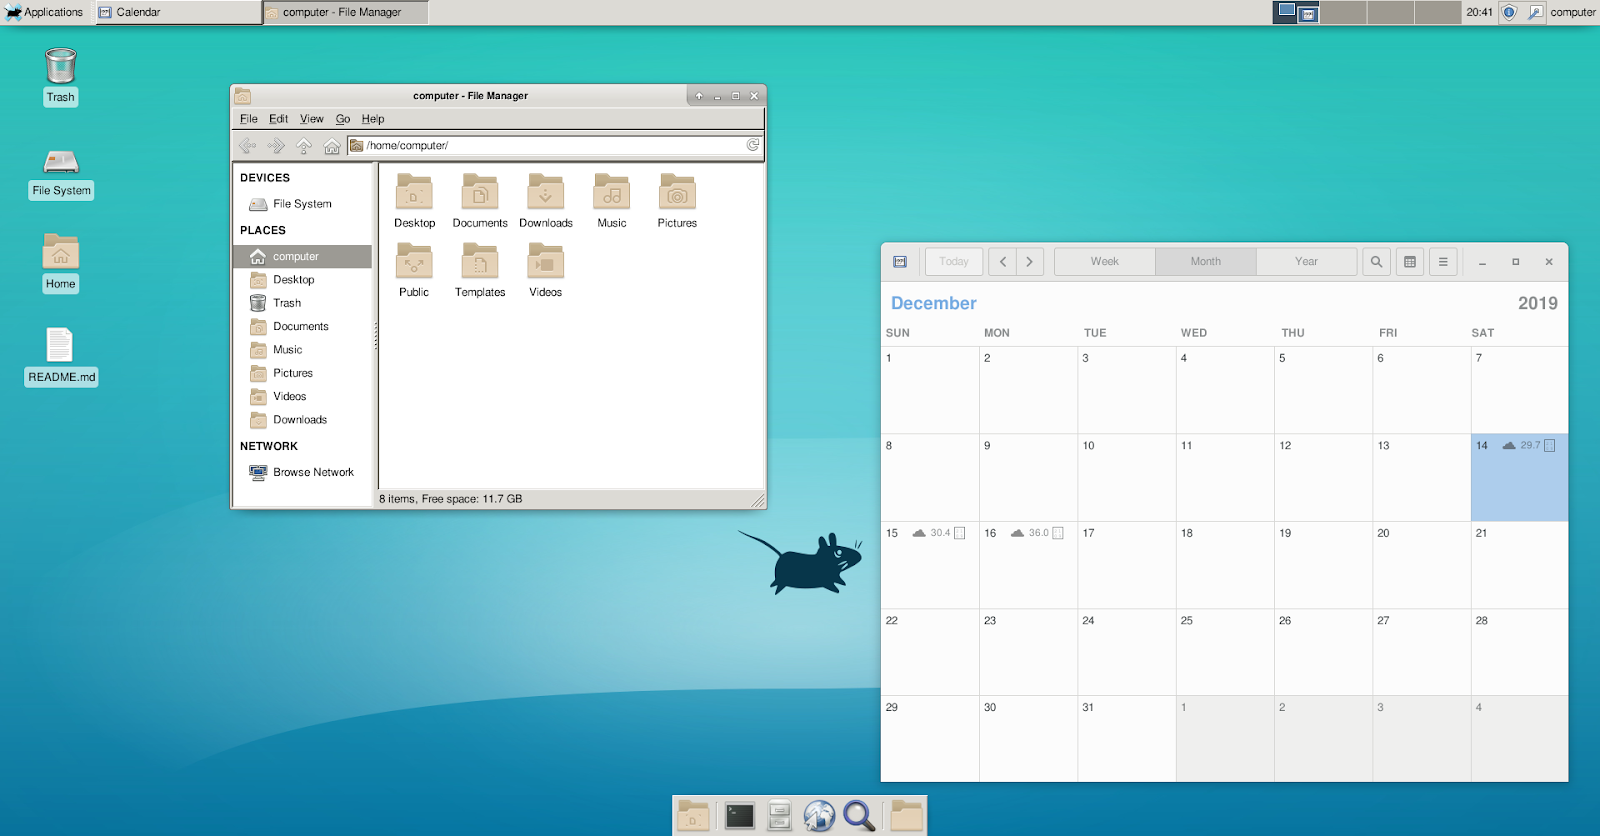 Applications
Calendar
computer - File Manager
20:41
computer
Trash
File System
Home
README.md
computer - File Manager
File Edit View Go Help
/home/computer/
DEVICES
File System
PLACES
computer
Desktop
Trash
Documents
Music
Pictures
Videos
Downloads
NETWORK
Browse Network
Desktop Documents Downloads Music Pictures
Public Templates Videos
8 items, Free space: 11.7 GB
Today Week Month Year
December 2019
SUN MON TUE WED THU FRI SAT
1 2 3 4 5 6 7
8 9 10 11 12 13 14 29.7
15 30.4 16 36.0 17 18 19 20 21
22 23 24 25 26 27 28
29 30 31 1 2 3 4